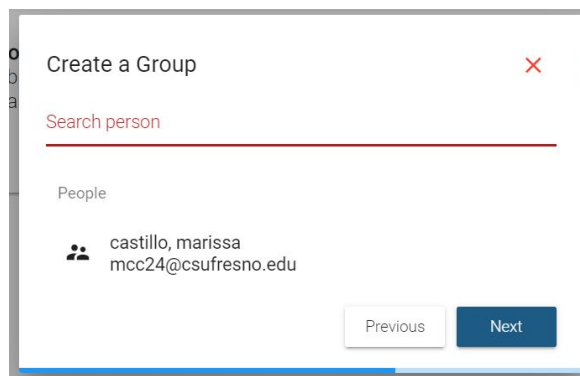 Create a Group
Search person
People
castillo, marissa
mcc24@csufresno.edu
Previous
Next